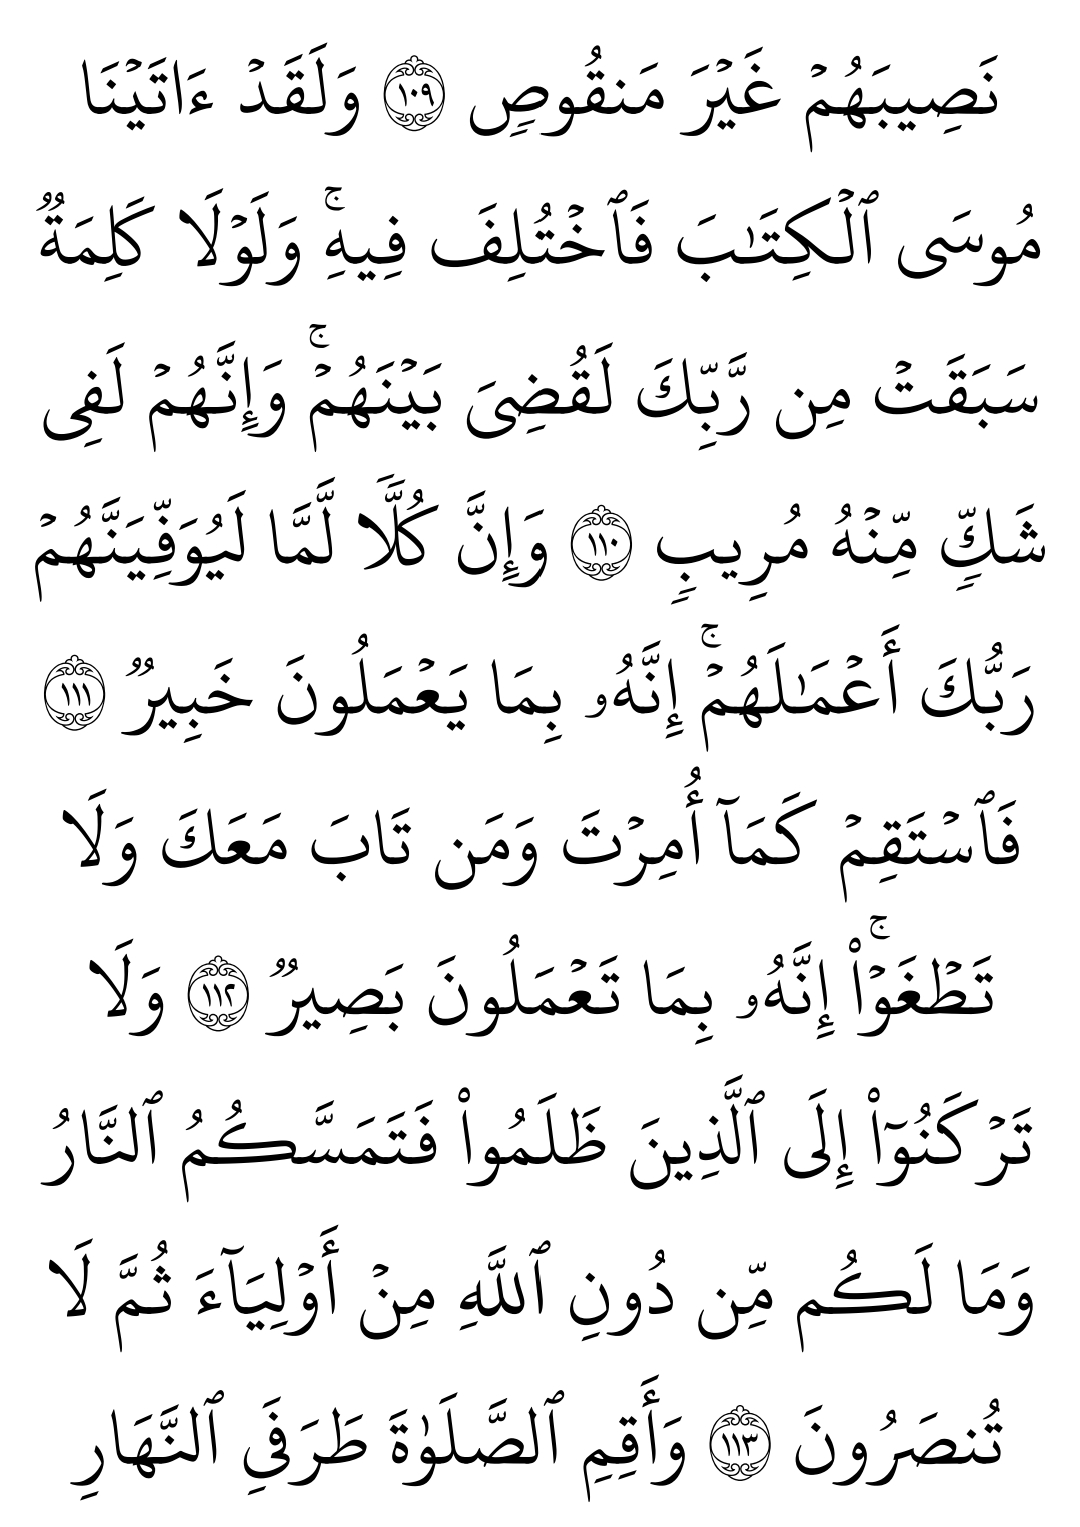 نَصِيبَهُمۡ غَيۡرَ مَنقُوصٖ ١٠٩ وَلَقَدۡ ءَاتَيۡنَا
مُوسَى ٱلۡكِتَٰبَ فَٱخۡتُلِفَ فِيهِۚ وَلَوۡلَا كَلِمَةٞ
سَبَقَتۡ مِن رَّبِّكَ لَقُضِيَ بَيۡنَهُمۡۚ وَإِنَّهُمۡ لَفِي
شَكّٖ مِّنۡهُ مُرِيبٖ ١١٠ وَإِنَّ كُلّٗا لَّمَّا لَيُوَفِّيَنَّهُمۡ
رَبُّكَ أَعۡمَٰلَهُمۡۚ إِنَّهُۥ بِمَا يَعۡمَلُونَ خَبِيرٞ ١١١
فَٱسۡتَقِمۡ كَمَآ أُمِرۡتَ وَمَن تَابَ مَعَكَ وَلَا
تَطۡغَوۡاْۚ إِنَّهُۥ بِمَا تَعۡمَلُونَ بَصِيرٞ ١١٢ وَلَا
تَرۡكَنُوٓاْ إِلَى ٱلَّذِينَ ظَلَمُواْ فَتَمَسَّكُمُ ٱلنَّارُ
وَمَا لَكُم مِّن دُونِ ٱللَّهِ مِنۡ أَوۡلِيَآءَ ثُمَّ لَا
تُنصَرُونَ ١١٣ وَأَقِمِ ٱلصَّلَوٰةَ طَرَفَيِ ٱلنَّهَارِ